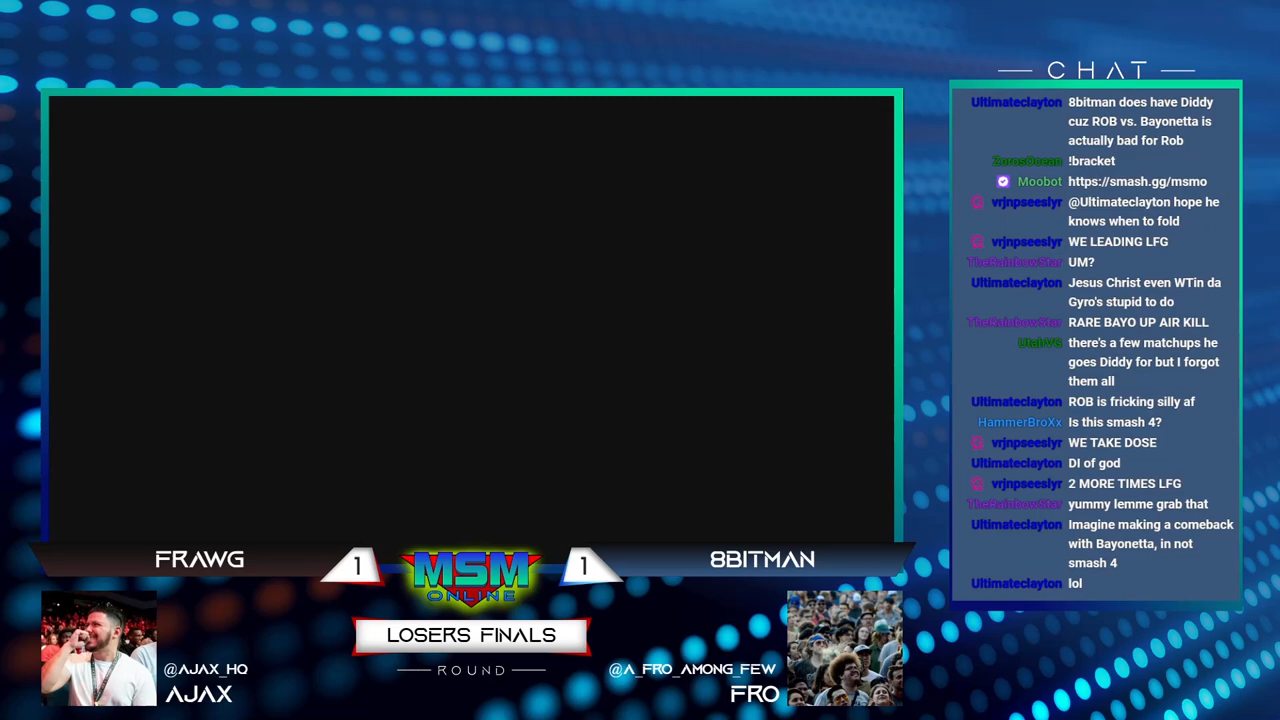 CHAT
Ultimateclayton 8bitman does have Diddy
cuz ROB vs. Bayonetta is
actually bad for Rob
ZorosOcean !bracket
Moobot https://smash.gg/msmo
vrjnpseeslyr @Ultimateclayton hope he
knows when to fold
vrjnpseeslyr WE LEADING LFG
TheRainbowStar UM?
Ultimateclayton Jesus Christ even WTin da
Gyro's stupid to do
TheRainbowStar RARE BAYO UP AIR KILL
UtahVG there's a few matchups he
goes Diddy for but I forgot
them all
Ultimateclayton ROB is fricking silly af
HammerBroXx Is this smash 4?
vrjnpseeslyr WE TAKE DOSE
Ultimateclayton DI of god
vrjnpseeslyr 2 MORE TIMES LFG
TheRainbowStar yummy lemme grab that
Ultimateclayton Imagine making a comeback
with Bayonetta, in not
smash 4
Ultimateclayton lol
FRAWG 1 MSM 1 8BITMAN
ONLINE
LOSERS FINALS
ROUND
@AJAX_HQ
AJAX
@A_FRO_AMONG_FEW
FRO